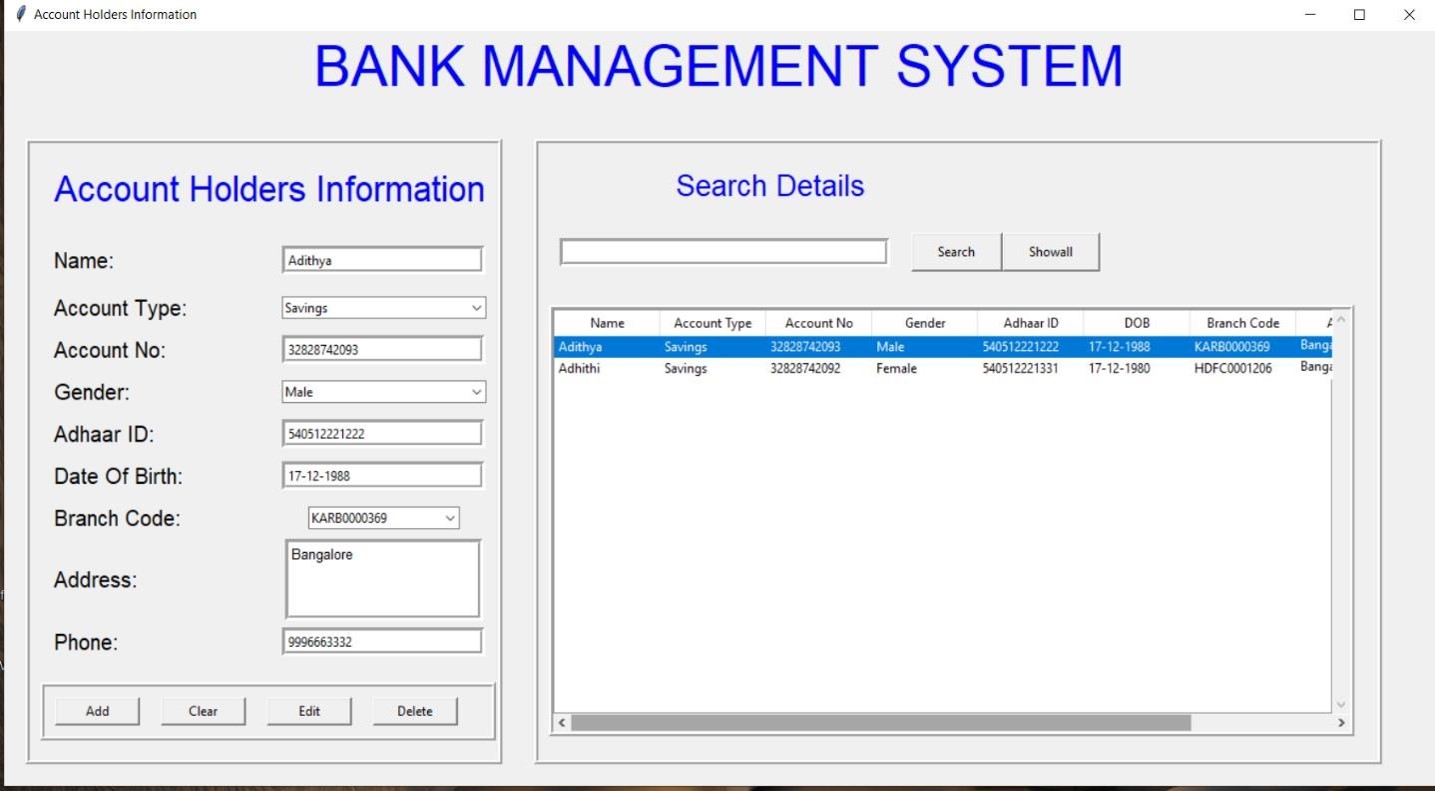 Account Holders Information
BANK MANAGEMENT SYSTEM
Account Holders Information
Name: Adithya
Account Type: Savings
Account No: 32828742093
Gender: Male
Adhaar ID: 540512221222
Date Of Birth: 17-12-1988
Branch Code: KARB0000369
Address: Bangalore
Phone: 9996663332
Add Clear Edit Delete
Search Details
Search Showall
Name Account Type Account No Gender Adhaar ID DOB Branch Code
Adithya Savings 32828742093 Male 540512221222 17-12-1988 KARB0000369
Adhithi Savings 32828742092 Female 540512221331 17-12-1980 HDFC0001206